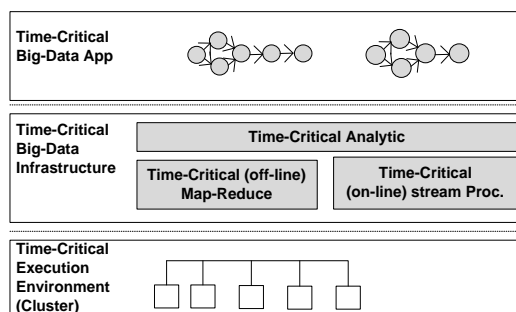 Time-Critical
Big-Data App
Time-Critical
Big-Data
Infrastructure
Time-Critical Analytic
Time-Critical (off-line)
Map-Reduce
Time-Critical
(on-line) stream Proc.
Time-Critical
Execution
Environment
(Cluster)